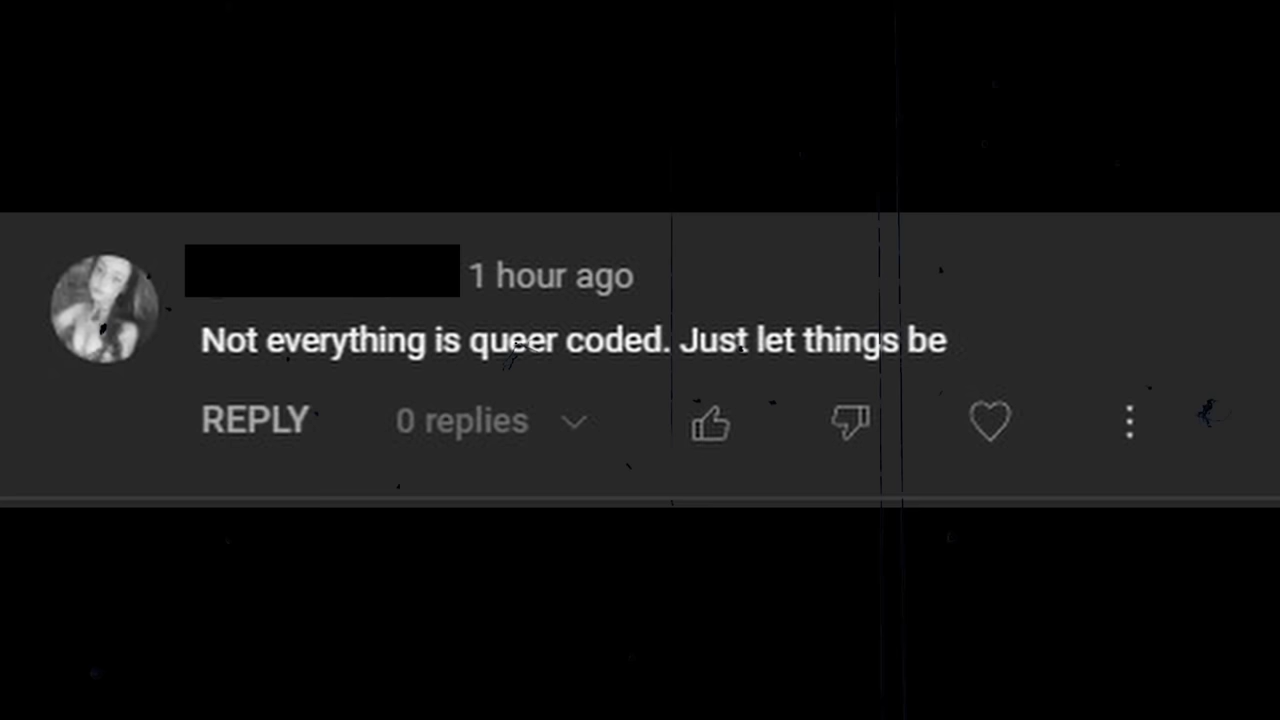 1 hour ago
Not everything is queer coded. Just let things be
REPLY 0 replies